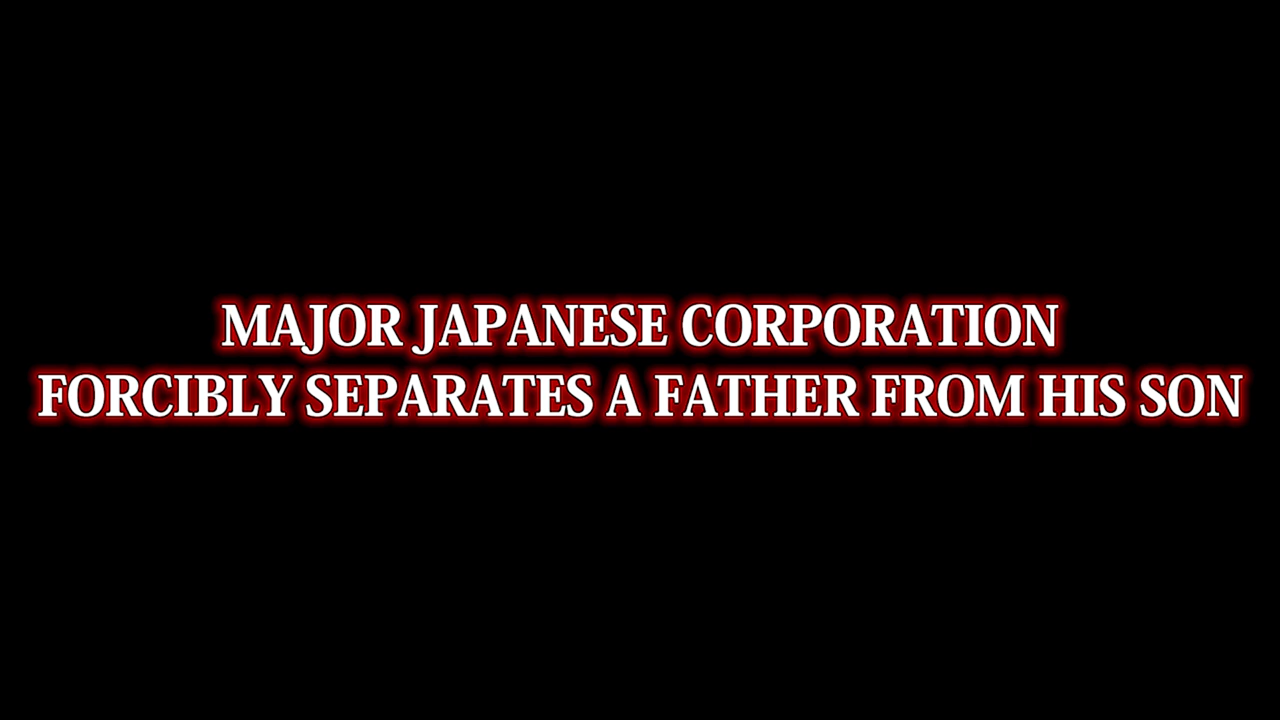 MAJOR JAPANESE CORPORATION
FORCIBLY SEPARATES A FATHER FROM HIS SON